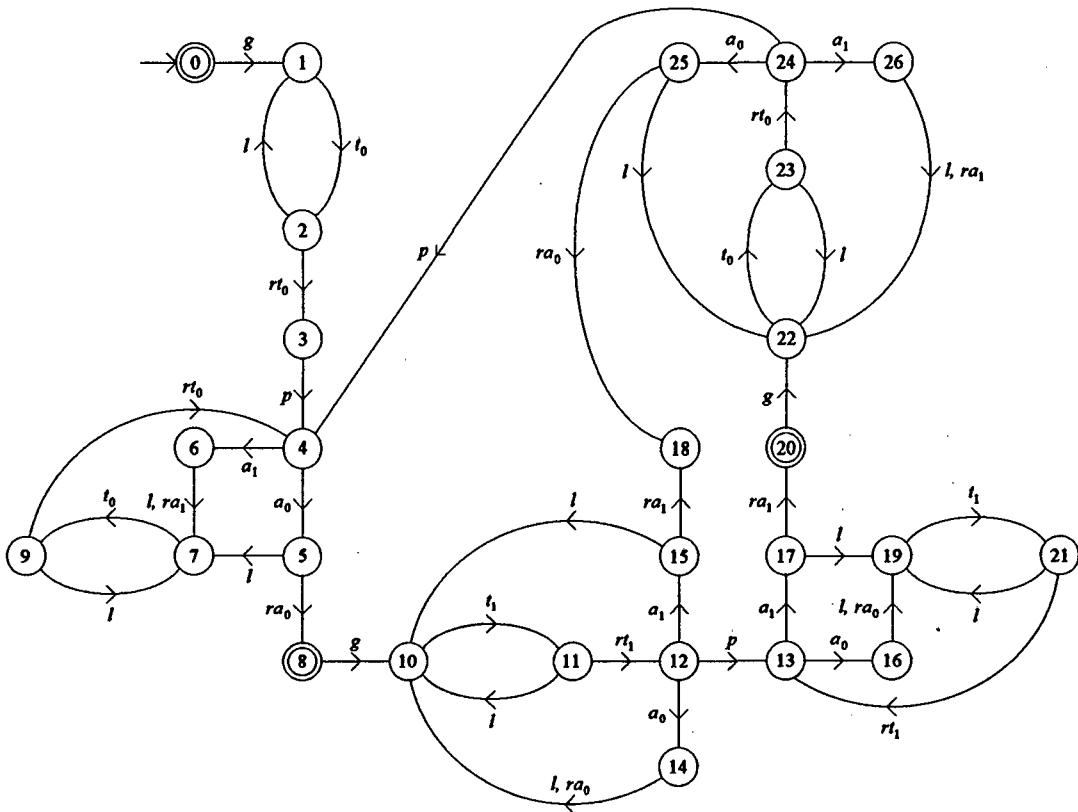 25 a₀ 24 a₁ 26
0 g 1
rt₀
l t₀
23
l l, ra₁
p ra₀ t₀ l
2
rt₀
3 22
rt₀ p g
6 a₁ 4 18 20
t₀ l, ra₁ a₀ l ra₁ ra₁ t₁
9 7 l 5 15 17 l 19 21
l ra₀ t₁ a₁ a₁ l, ra₀ l
8 g 10 11 rt₁ 12 p 13 a₀ 16
l a₀ rt₁
14
l, ra₀